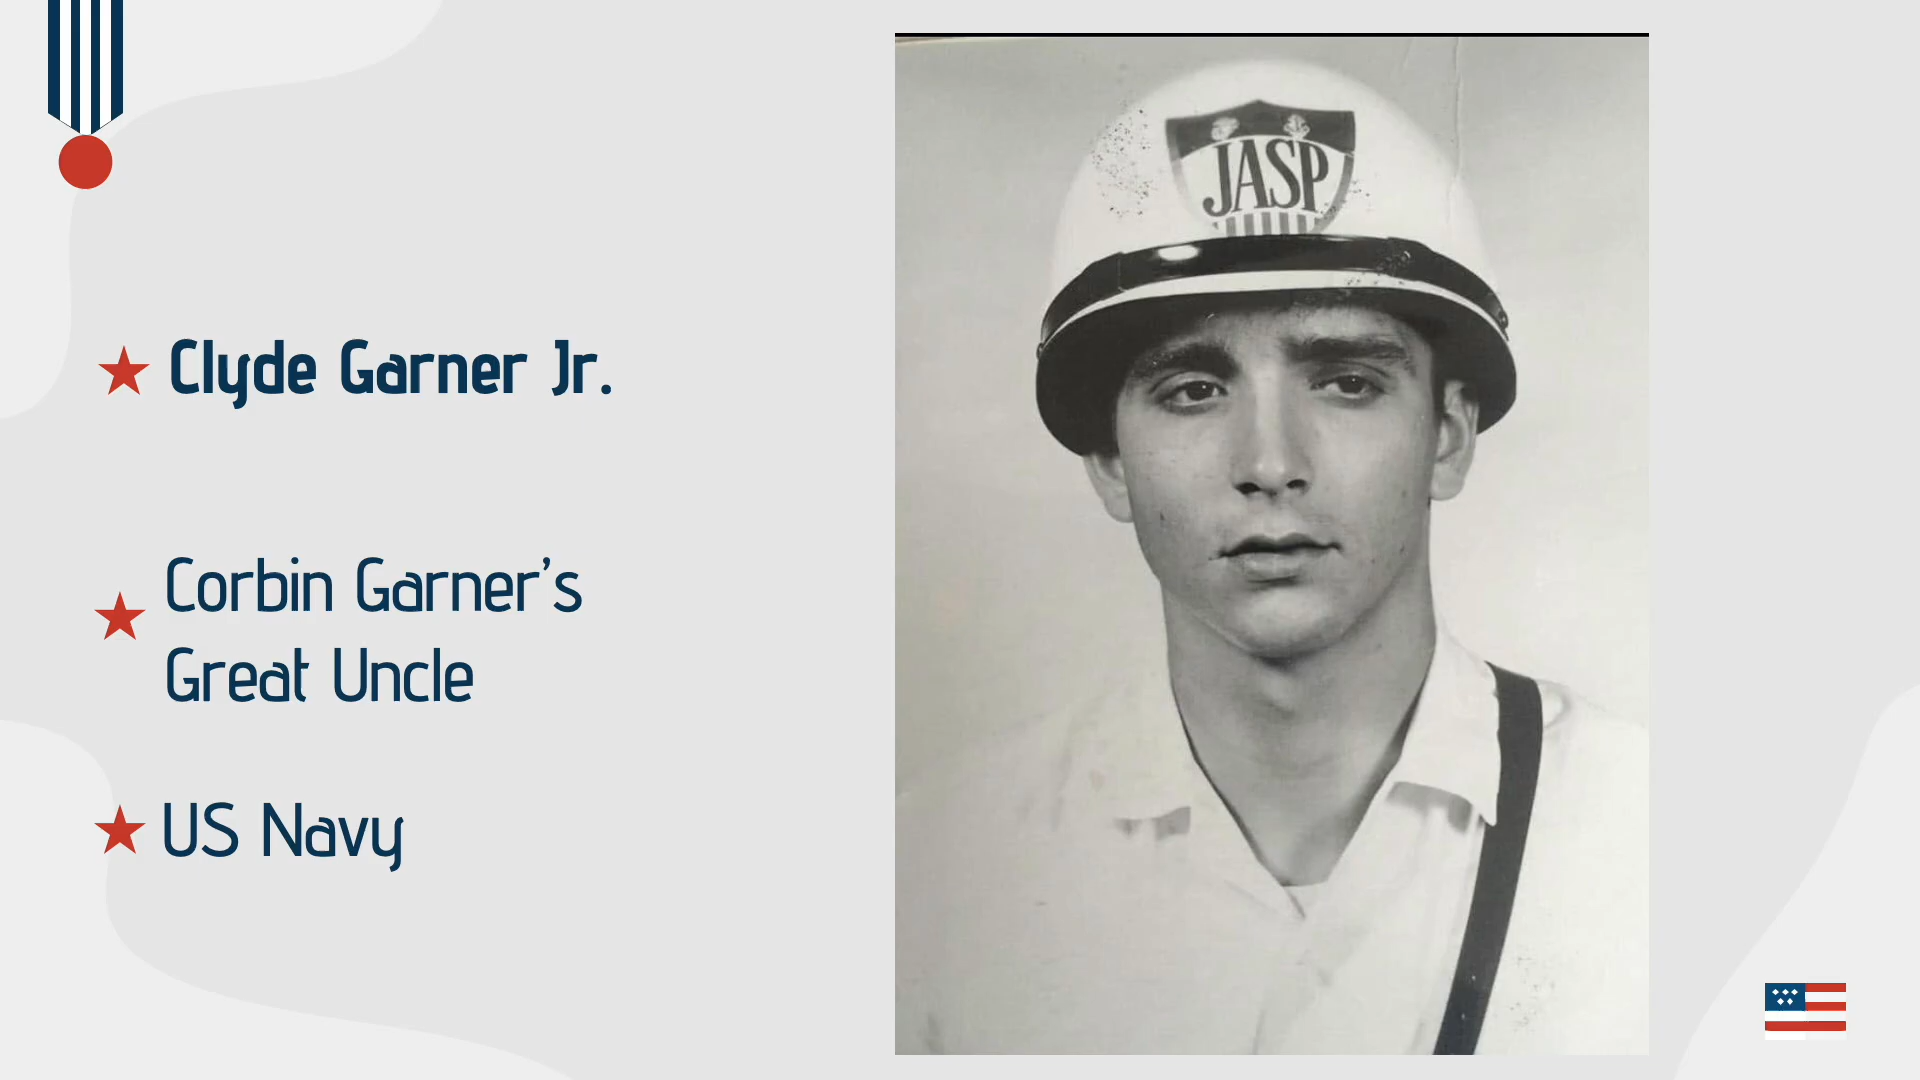 JASP
Clyde Garner Jr.
Corbin Garner's
Great Uncle
US Navy